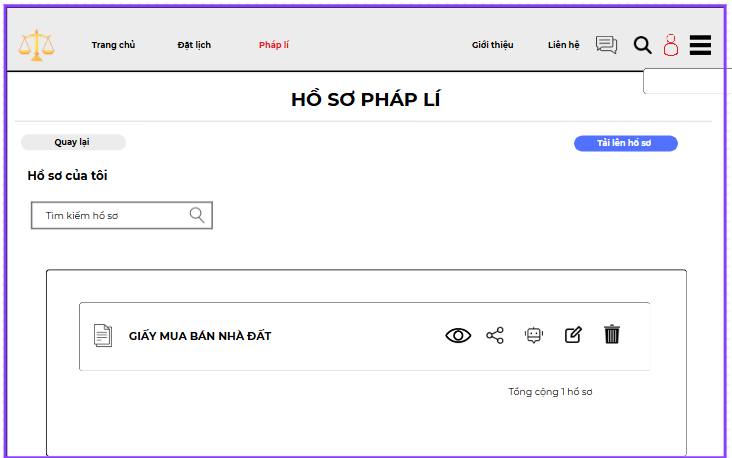 Trang chủ Đặt lịch Pháp lí Giới thiệu Liên hệ
HỒ SƠ PHÁP LÍ
Quay lại Tải lên hồ sơ
Hồ sơ của tôi
Tìm kiếm hồ sơ
GIẤY MUA BÁN NHÀ ĐẤT
Tổng cộng 1 hồ sơ